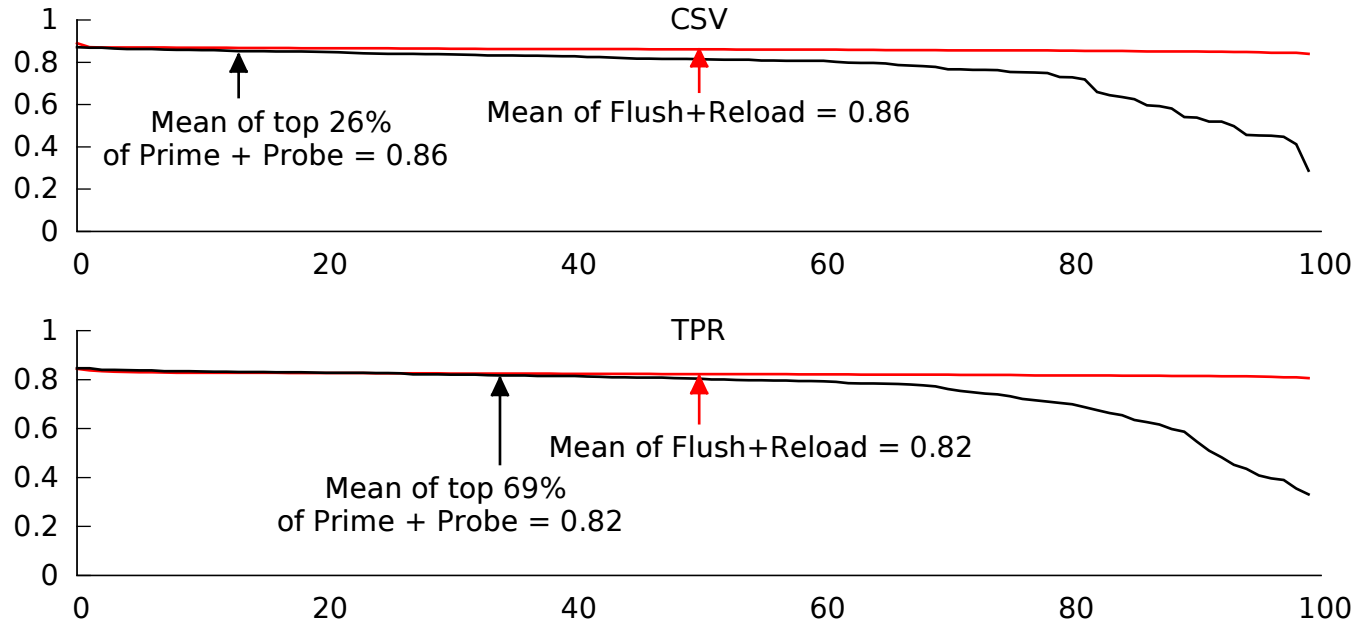 CSV
1
0.8
0.6
0.4
0.2
0
Mean of top 26%
of Prime + Probe = 0.86
Mean of Flush+Reload = 0.86
0 20 40 60 80 100
TPR
1
0.8
0.6
0.4
0.2
0
Mean of Flush+Reload = 0.82
Mean of top 69%
of Prime + Probe = 0.82
0 20 40 60 80 100